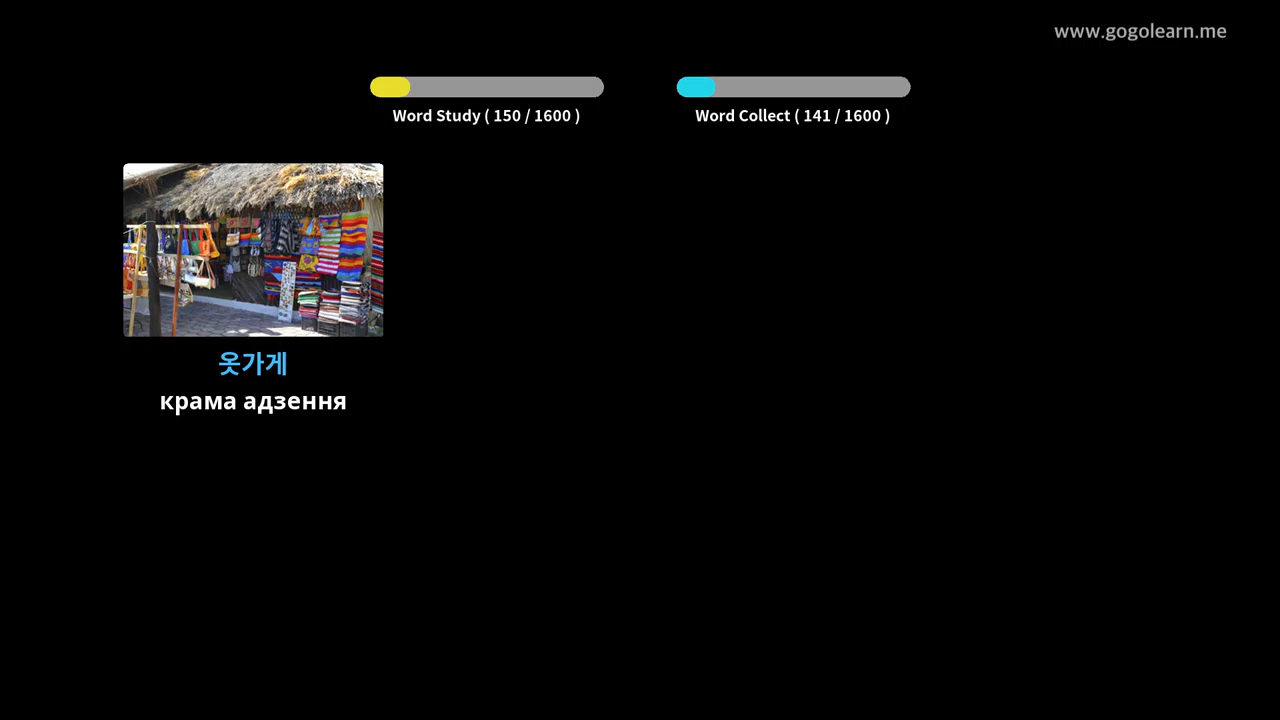 www.gogolearn.me
Word Study ( 150 / 1600 )
Word Collect ( 141 / 1600 )
옷가게
крама адзення